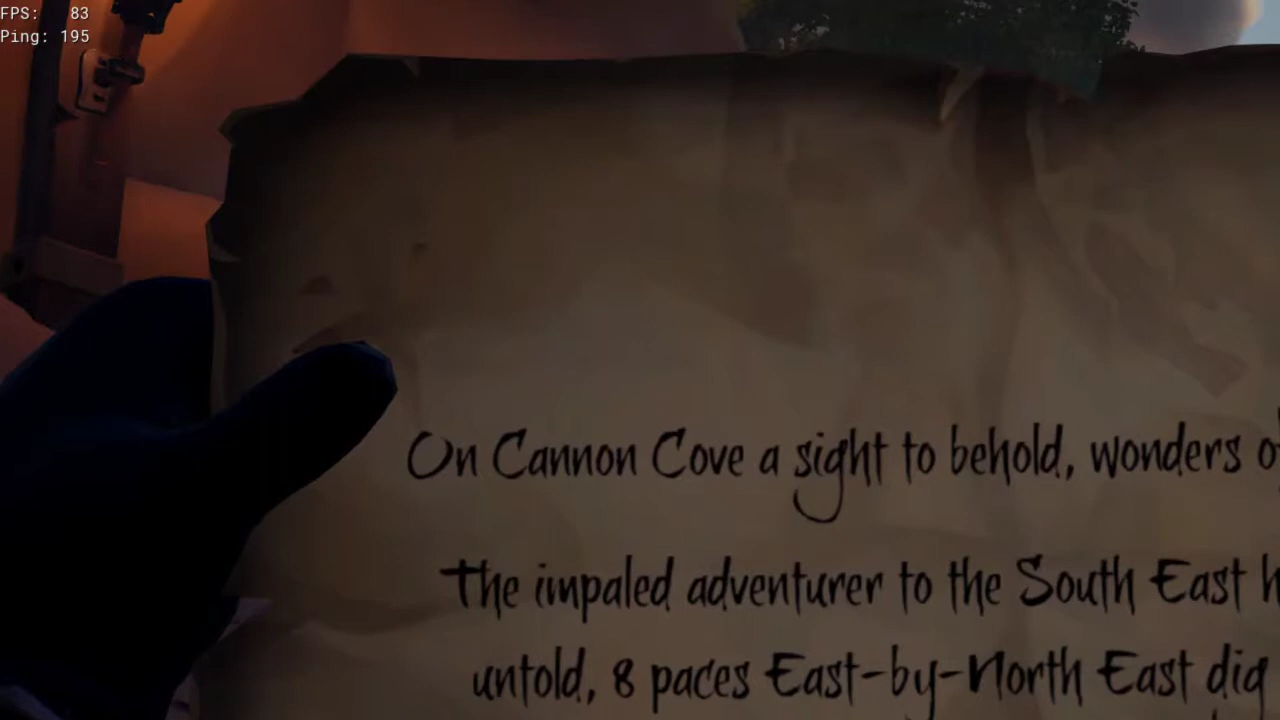 FPS: 83
Ping: 195
On Cannon Cove a sight to behold, wonders
The impaled adventurer to the South East
untold, 8 paces East-by-North East dig